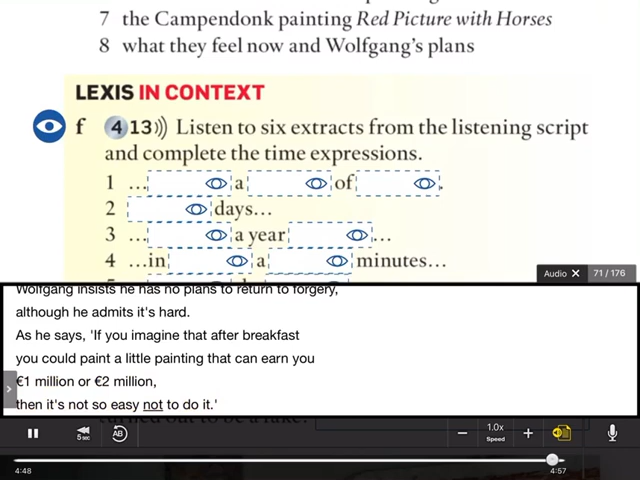 7 the Campendonk painting Red Picture with Horses
8 what they feel now and Wolfgang's plans
LEXIS IN CONTEXT
f 4 13))) Listen to six extracts from the listening script
and complete the time expressions.
1 … a of .
2 days…
3 … a year …
4 …in a minutes…
Audio X 71 / 176
Wolfgang insists he has no plans to return to forgery,
although he admits it's hard.
As he says, 'If you imagine that after breakfast
you could paint a little painting that can earn you
€1 million or €2 million,
then it's not so easy not to do it.'
turned out to be a fake?
5 sec
AB
1.0x
Speed
4:48
4:57